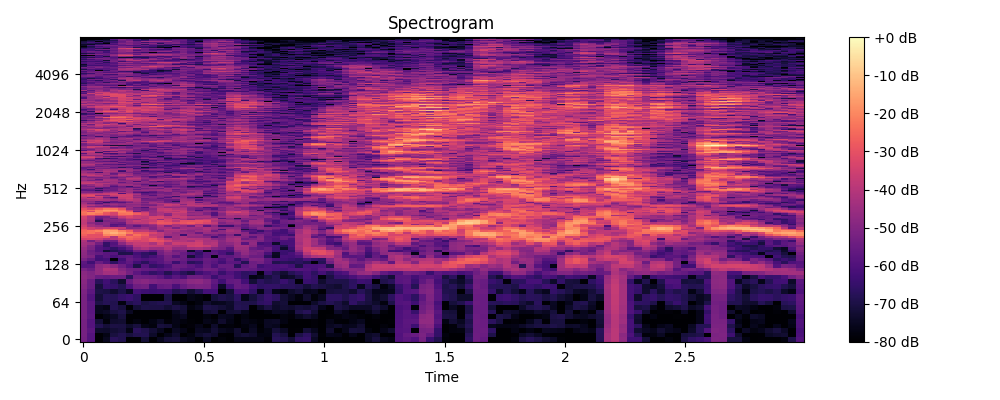 Spectrogram
+0 dB
4096
-10 dB
2048
-20 dB
1024
-30 dB
Hz
512
-40 dB
256
-50 dB
128
-60 dB
64
-70 dB
0
-80 dB
0
0.5
1
1.5
2
2.5
Time